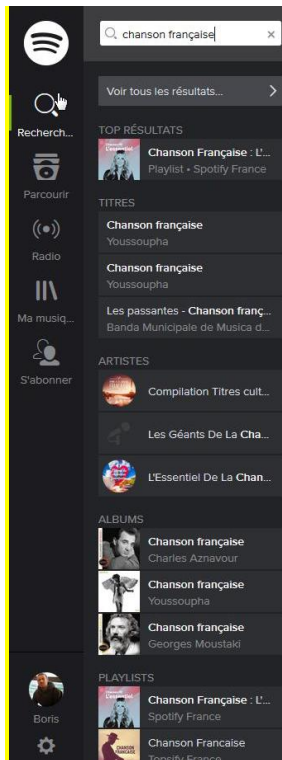 chanson française
Recherch...
Parcourir
Radio
Ma musiq...
S'abonner
Boris
Voir tous les résultats...
TOP RÉSULTATS
Chanson Française : L'...
Playlist • Spotify France
TITRES
Chanson française
Youssoupha
Chanson française
Youssoupha
Les passantes - Chanson franç...
Banda Municipale de Musica d...
ARTISTES
Compilation Titres cult...
Les Géants De La Cha...
L'Essentiel De La Chan...
ALBUMS
Chanson française
Charles Aznavour
Chanson française
Youssoupha
Chanson française
Georges Moustaki
PLAYLISTS
Chanson Française : L'...
Spotify France
Chanson Francaise
Topsify France